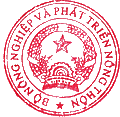 BỘ NÔNG NGHIỆP VÀ PHÁT TRIỂN NÔNG THÔN